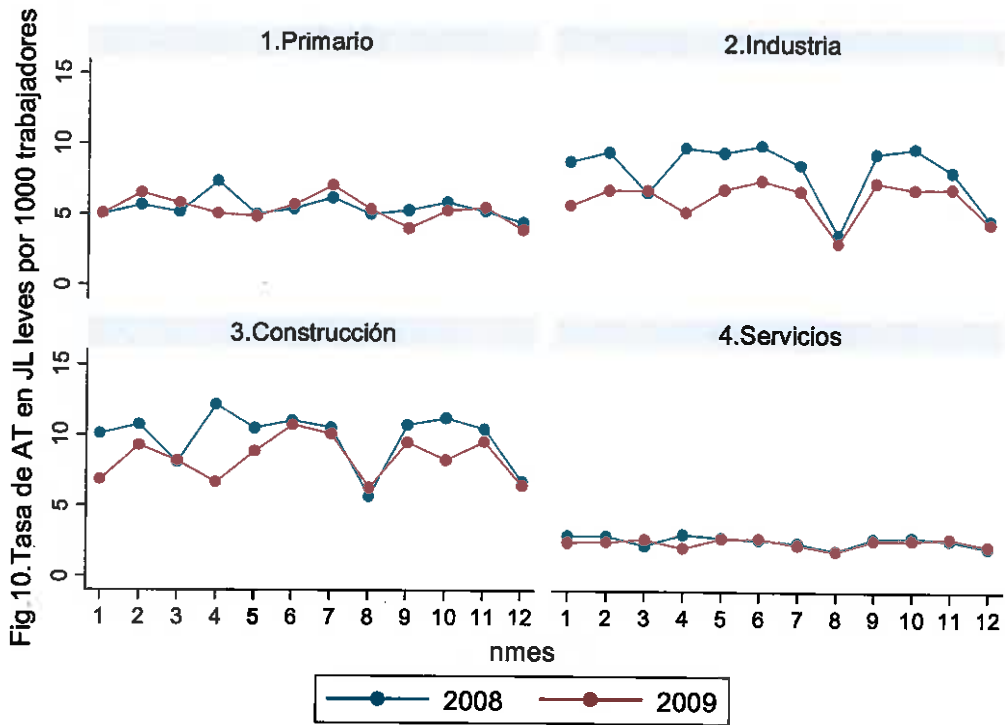 Fig.10.Tasa de AT en JL leves por 1000 trabajadores
1.Primario
2.Industria
15
10
5
0
3.Construcción
4.Servicios
15
10
5
0
1 2 3 4 5 6 7 8 9 10 11 12
1 2 3 4 5 6 7 8 9 10 11 12
nmes
2008
2009